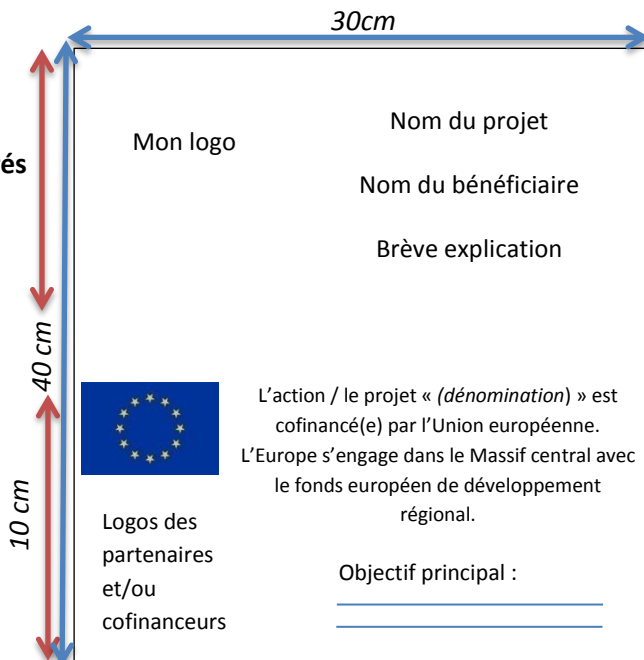 30cm
Mon logo
Nom du projet
rés
Nom du bénéficiaire
Brève explication
40 cm
L’action / le projet « (dénomination) » est
cofinancé(e) par l’Union européenne.
L’Europe s’engage dans le Massif central avec
le fonds européen de développement
régional.
10 cm
Logos des
partenaires
et/ou
cofinanceurs
Objectif principal :